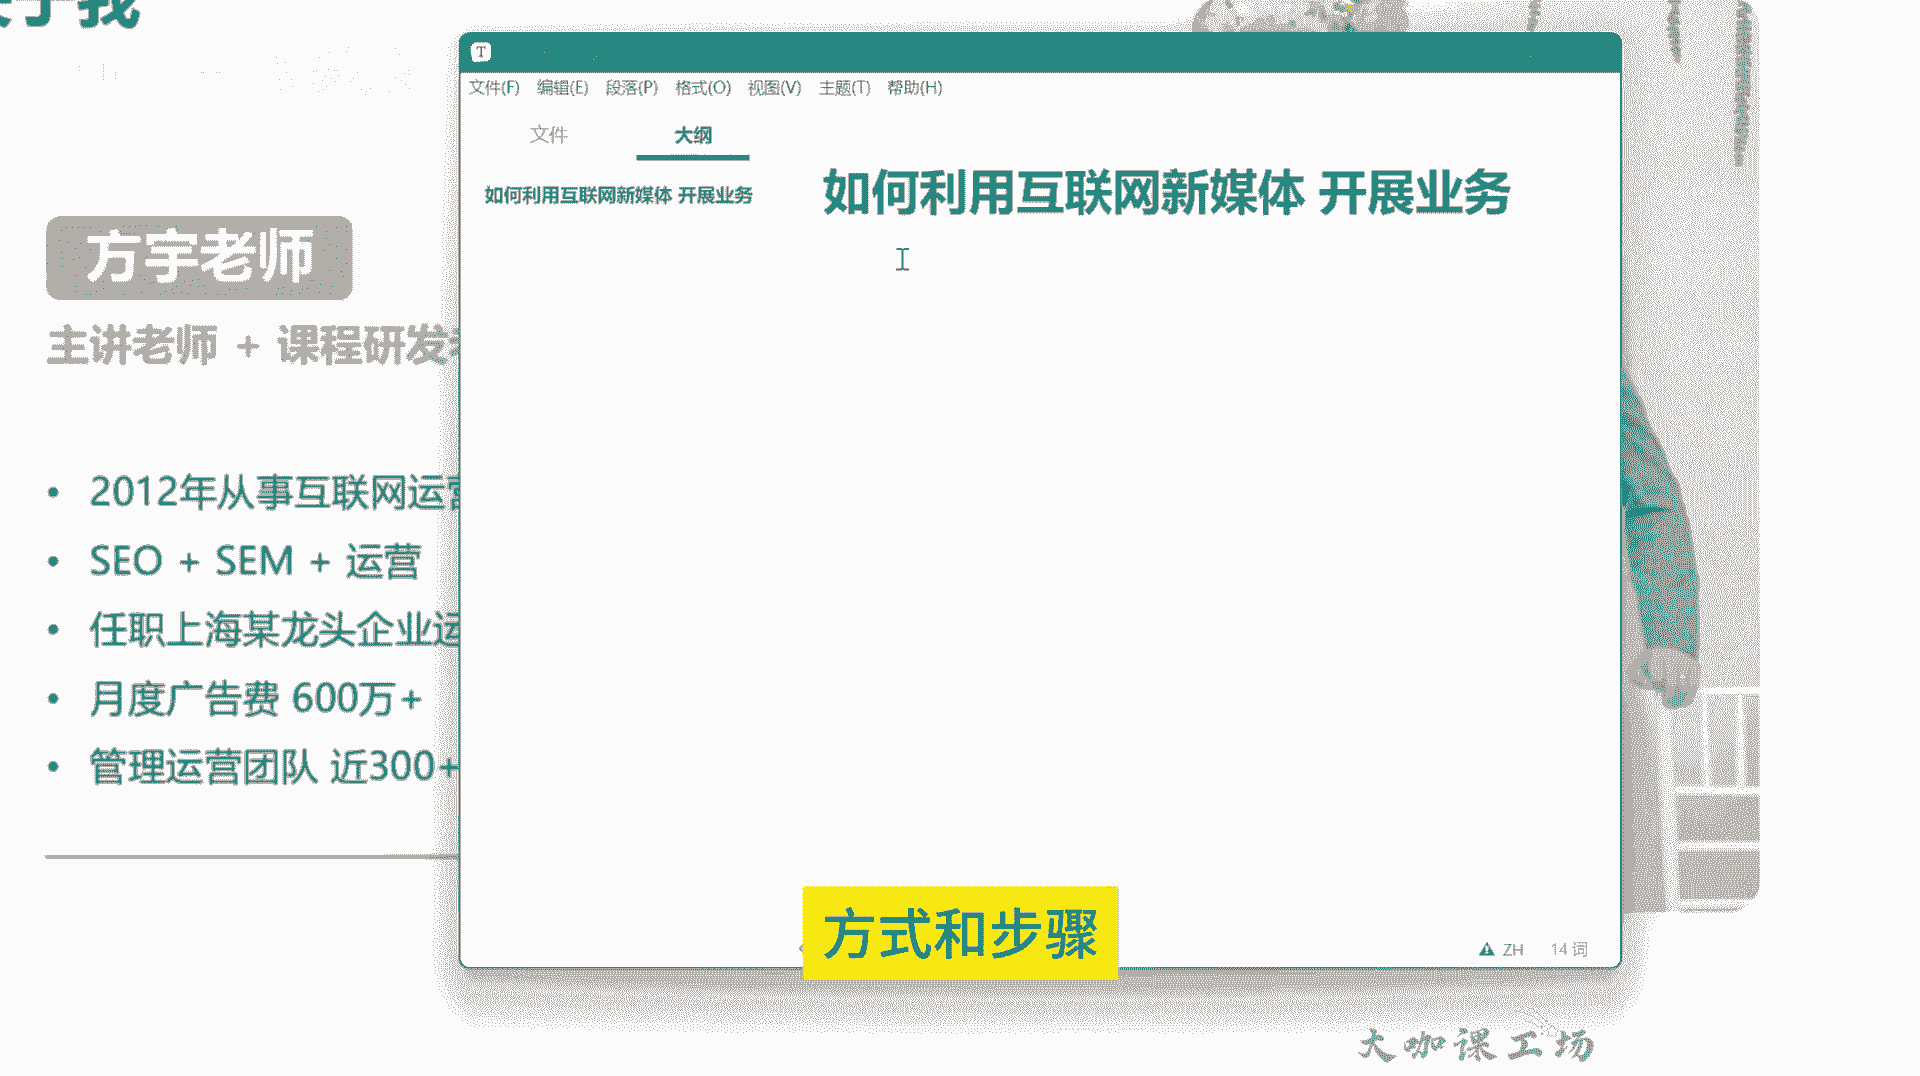 T
文件(F) 编辑(E) 段落(P) 格式(O) 视图(V) 主题(T) 帮助(H)
文件 大纲
如何利用互联网新媒体 开展业务
如何利用互联网新媒体 开展业务
方宇老师
主讲老师 + 课程研发
• 2012年从事互联网运营
• SEO + SEM + 运营
• 任职上海某龙头企业运
• 月度广告费 600万+
• 管理运营团队 近300+
方式和步骤
ZH 14 词
大咖课工场